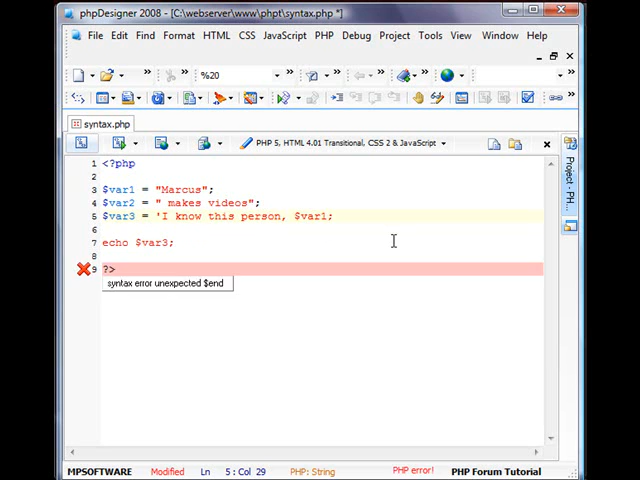 phpDesigner 2008 - [C:\webserver\www\phpt\syntax.php *]
File Edit Find Format HTML CSS JavaScript PHP Debug Project Tools View Window Help
%20
syntax.php
PHP 5, HTML 4.01 Transitional, CSS 2 & JavaScript
Project - PH...
1 <?php
2
3 $var1 = "Marcus";
4 $var2 = " makes videos";
5 $var3 = 'I know this person, $var1;
6
7 echo $var3;
8
9 ?>
syntax error unexpected $end
MPSOFTWARE Modified Ln 5 : Col 29 PHP: String PHP error! PHP Forum Tutorial